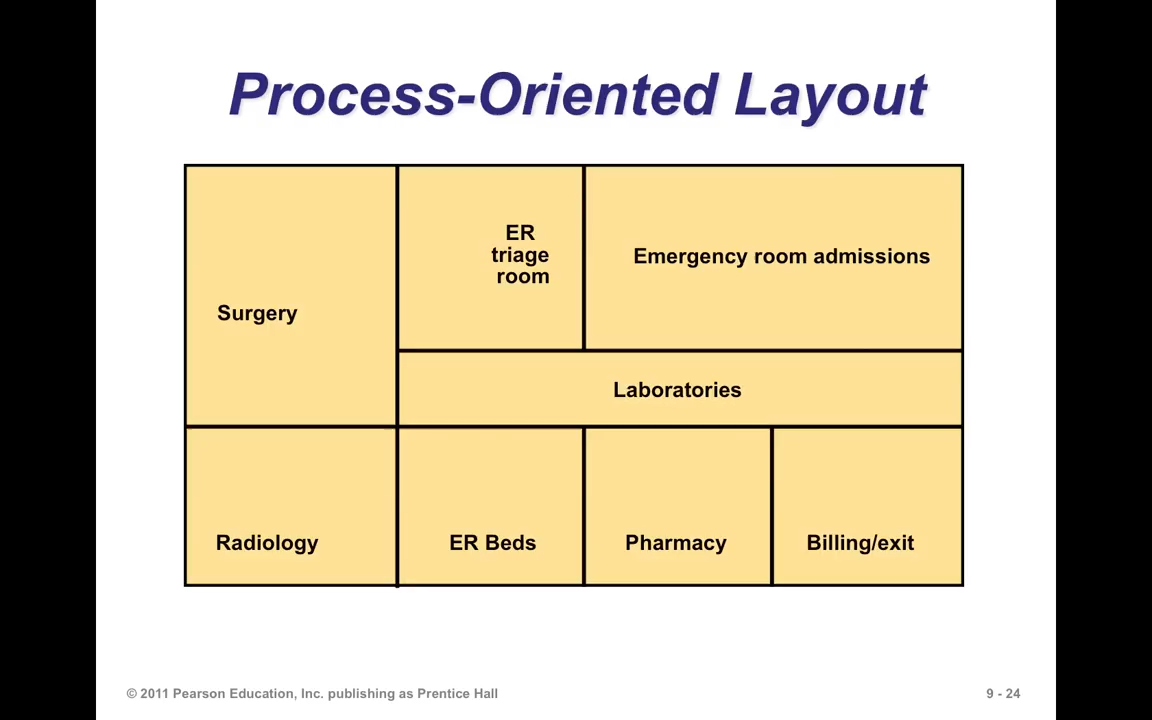 Process-Oriented Layout
ER
triage
room
Emergency room admissions
Surgery
Laboratories
Radiology
ER Beds
Pharmacy
Billing/exit
© 2011 Pearson Education, Inc. publishing as Prentice Hall
9 - 24